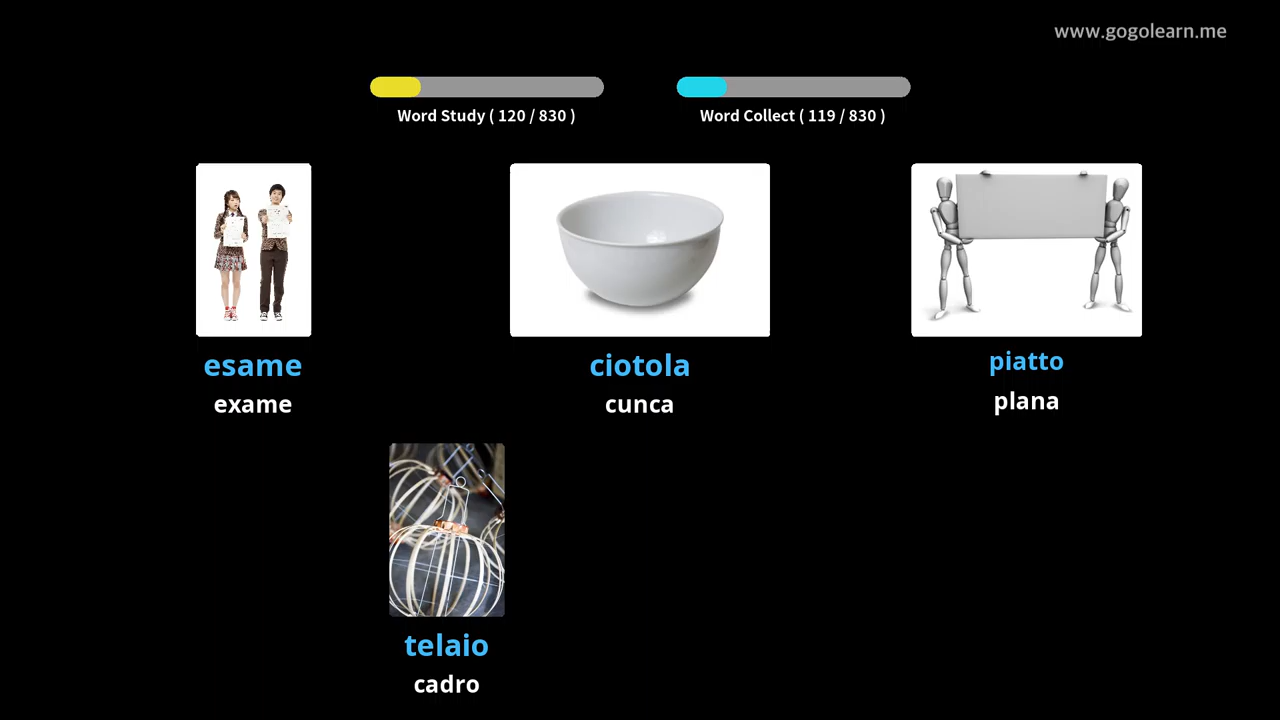 www.gogolearn.me
Word Study ( 120 / 830 )
Word Collect ( 119 / 830 )
esame
exame
ciotola
cunca
piatto
plana
telaio
cadro